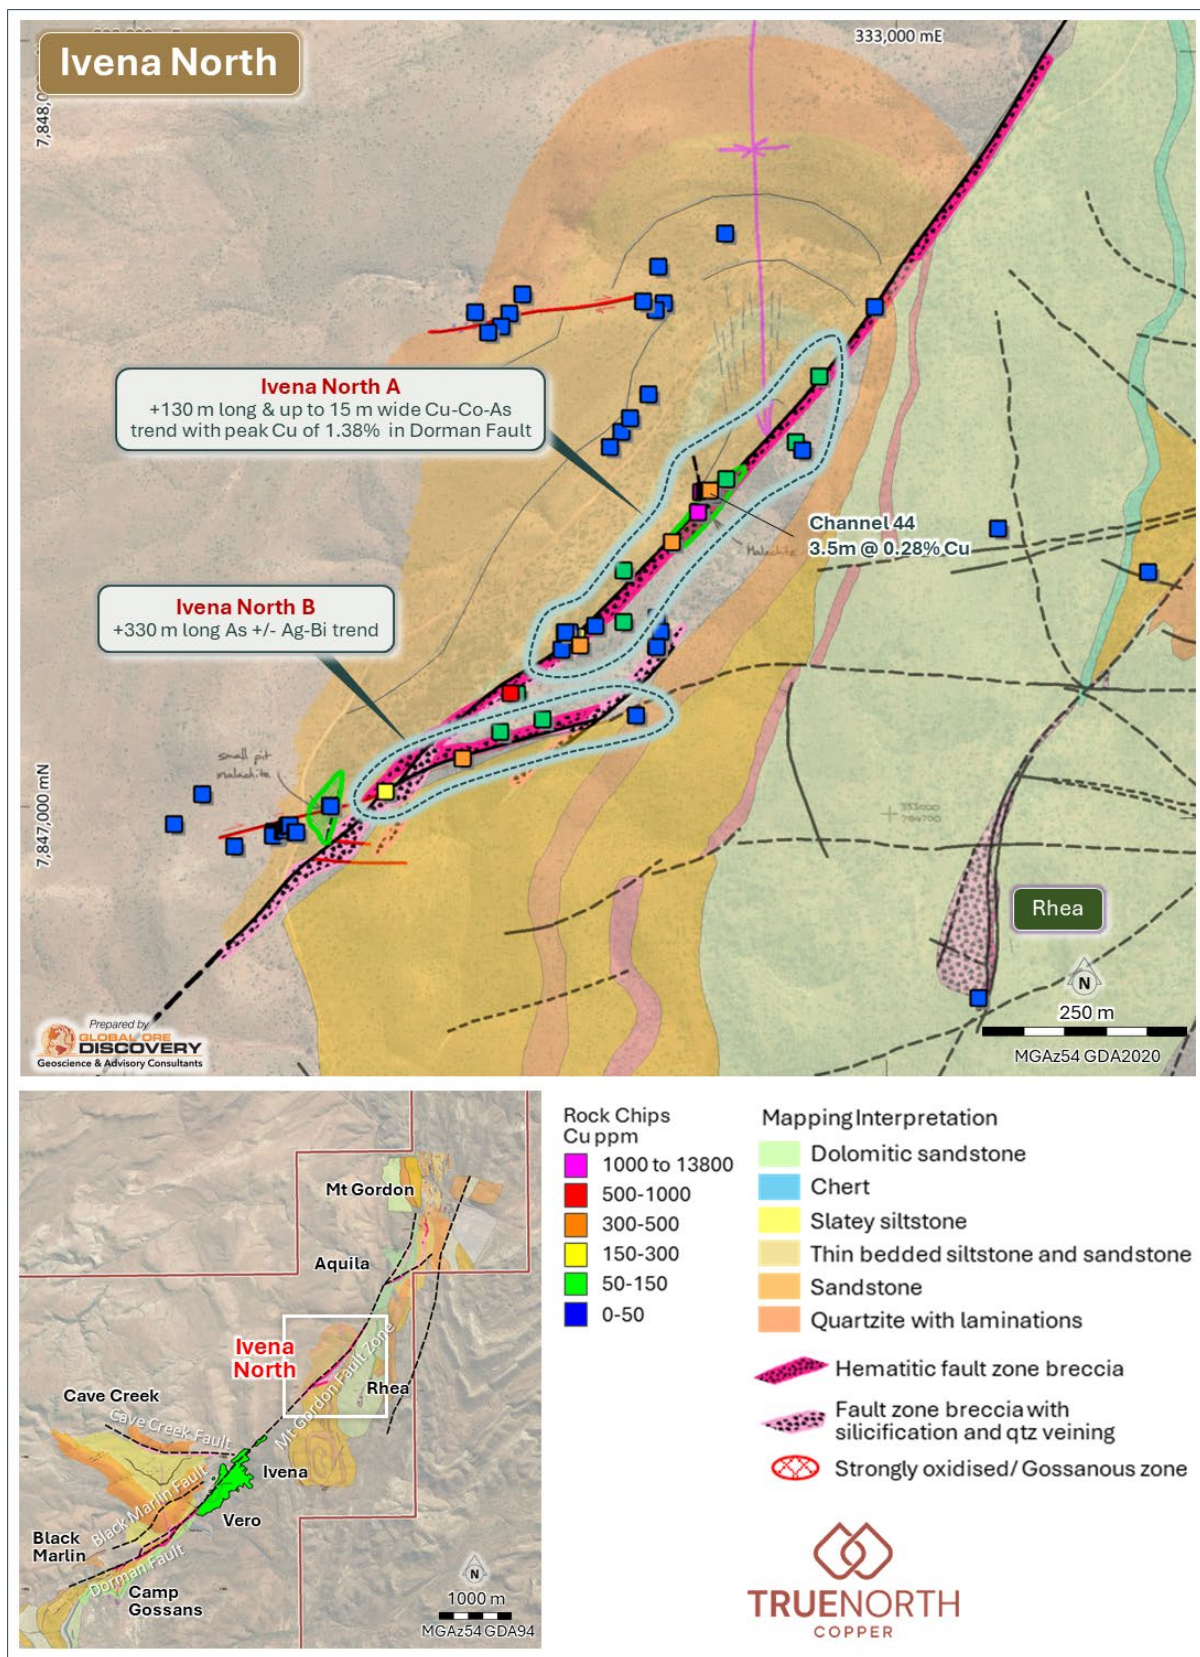 Ivena North
333,000 mE
Ivena North A
+130 m long & up to 15 m wide Cu-Co-As
trend with peak Cu of 1.38% in Dorman Fault
Channel 44
3.5m @ 0.28% Cu
Malachite
Ivena North B
+330 m long As +/- Ag-Bi trend
small pit
malachite
7,847,000 mN
333000
Rhea
N
250 m
MGAz54 GDA2020
Prepared by
GLOBAL ORE
DISCOVERY
Geoscience & Advisory Consultants
Mt Gordon
Aquila
Ivena
North
Mt Gordon Fault Zone
Rhea
Cave Creek
Cave Creek Fault
Ivena
Black Marlin Fault
Vero
Black
Marlin
Dorman Fault
Camp
Gossans
N
1000 m
MGAz54 GDA94
Rock Chips
Cu ppm
1000 to 13800
500-1000
300-500
150-300
50-150
0-50
Mapping Interpretation
Dolomitic sandstone
Chert
Slatey siltstone
Thin bedded siltstone and sandstone
Sandstone
Quartzite with laminations
Hematitic fault zone breccia
Fault zone breccia with
silicification and qtz veining
Strongly oxidised/ Gossanous zone
TRUENORTH
COPPER